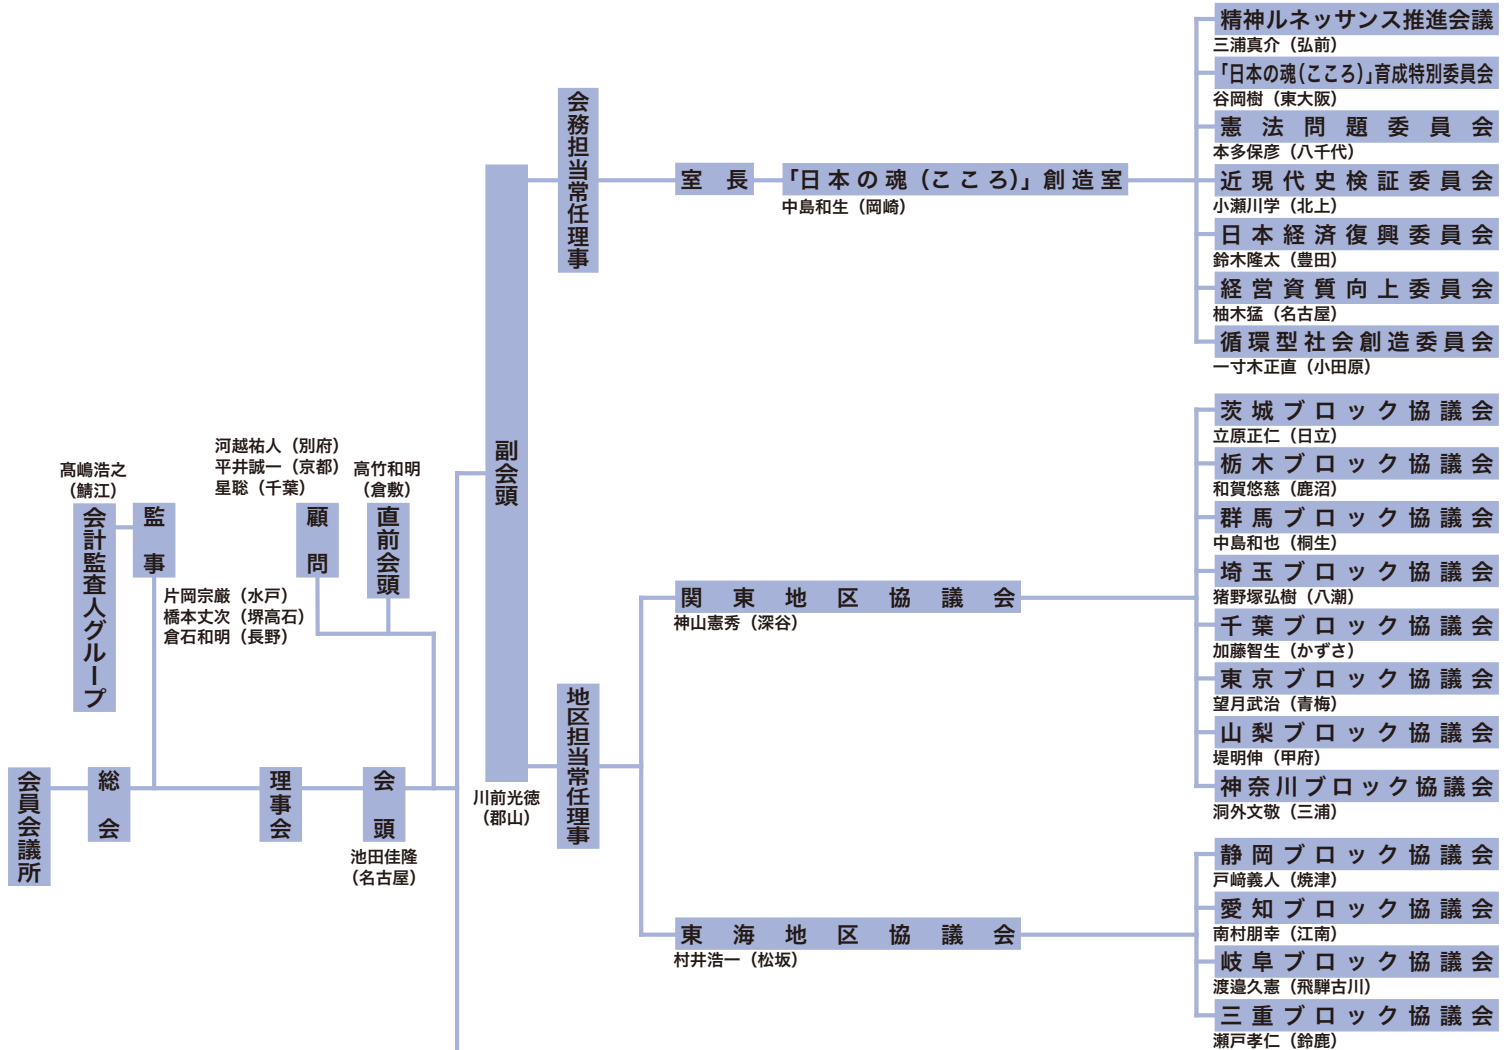 会員会議所
総会
会計監査人グループ
髙嶋浩之
（鯖江）
監事
片岡宗厳（水戸）
橋本丈次（堺高石）
倉石和明（長野）
理事会
顧問
河越祐人（別府）
平井誠一（京都）
星聡（千葉）
直前会頭
高竹和明
（倉敷）
会頭
池田佳隆
（名古屋）
副会頭
川前光徳
（郡山）
会務担当常任理事
室長
「日本の魂（こころ）」創造室
中島和生（岡崎）
精神ルネッサンス推進会議
三浦真介（弘前）
「日本の魂（こころ）」育成特別委員会
谷岡樹（東大阪）
憲法問題委員会
本多保彦（八千代）
近現代史検証委員会
小瀬川学（北上）
日本経済復興委員会
鈴木隆太（豊田）
経営資質向上委員会
柚木猛（名古屋）
循環型社会創造委員会
一寸木正直（小田原）
地区担当常任理事
関東地区協議会
神山憲秀（深谷）
茨城ブロック協議会
立原正仁（日立）
栃木ブロック協議会
和賀悠慈（鹿沼）
群馬ブロック協議会
中島和也（桐生）
埼玉ブロック協議会
猪野塚弘樹（八潮）
千葉ブロック協議会
加藤智生（かずさ）
東京ブロック協議会
望月武治（青梅）
山梨ブロック協議会
堤明伸（甲府）
神奈川ブロック協議会
洞外文敬（三浦）
東海地区協議会
村井浩一（松坂）
静岡ブロック協議会
戸﨑義人（焼津）
愛知ブロック協議会
南村朋幸（江南）
岐阜ブロック協議会
渡邉久憲（飛騨古川）
三重ブロック協議会
瀬戸孝仁（鈴鹿）